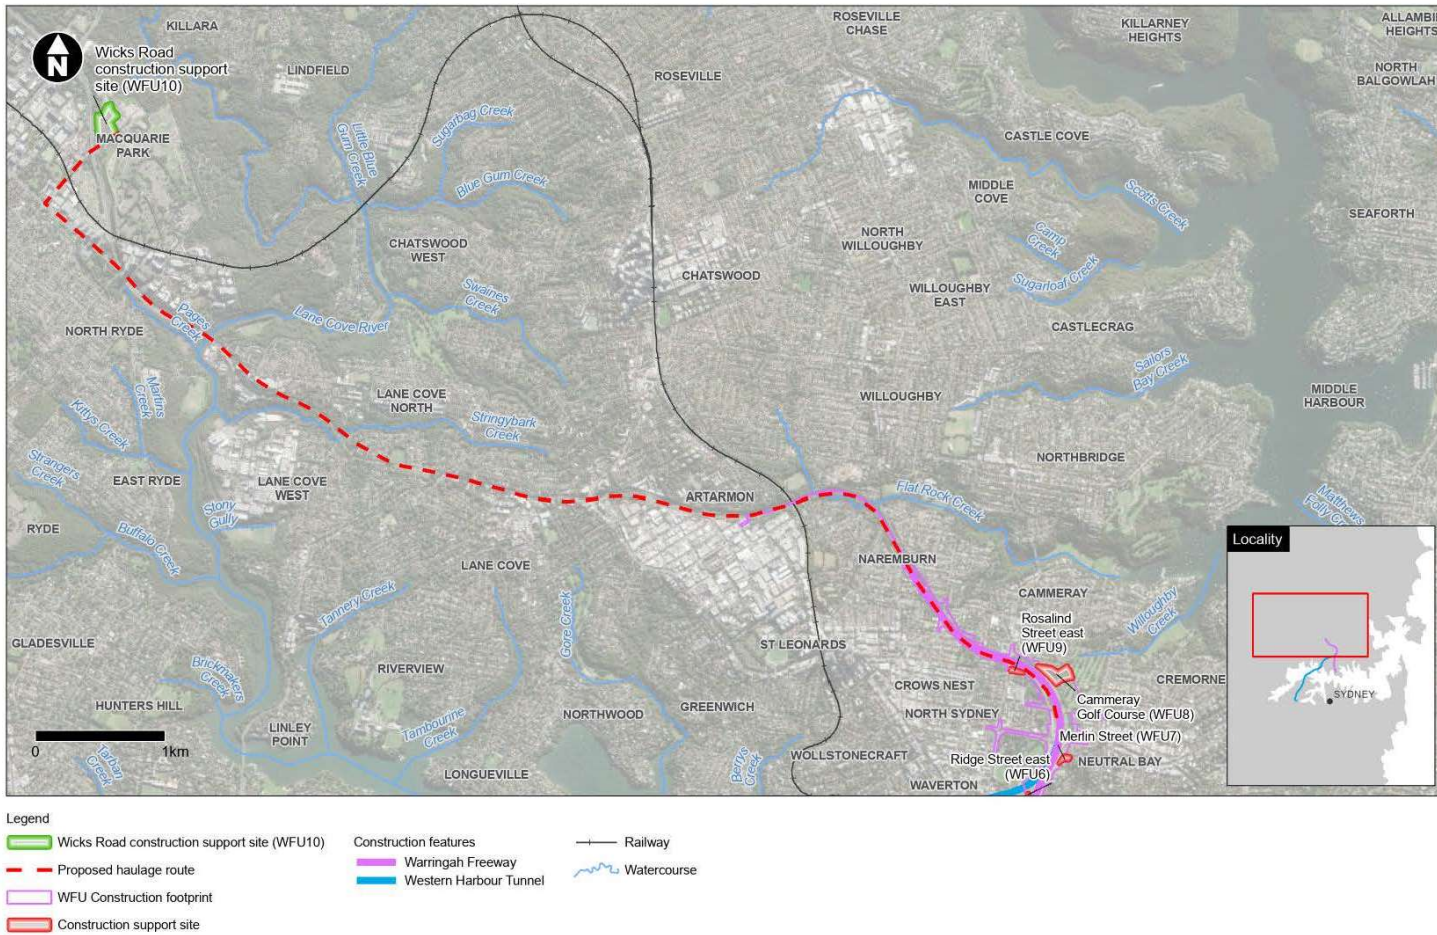 KILLARA
ROSEVILLE
CHASE
KILLARNEY
HEIGHTS
ALLAMBI
HEIGHTS
N
Wicks Road
construction support
site (WFU10)
LINDFIELD
ROSEVILLE
NORTH
BALGOWLAH
MACQUARIE
PARK
Little Blue
Gum Creek
Sugarbag Creek
CASTLE COVE
Blue Gum Creek
MIDDLE
COVE
Scotts Creek
SEAFORTH
CHATSWOOD
WEST
NORTH
WILLOUGHBY
Camp
Creek
CHATSWOOD
Sugarloaf Creek
Swaines
Creek
WILLOUGHBY
EAST
NORTH RYDE
Pages
Creek
Lane Cove River
CASTLECRAG
Sailors
Bay Creek
Martins
Creek
LANE COVE
NORTH
WILLOUGHBY
MIDDLE
HARBOUR
Kittys Creek
Stringybark
Creek
NORTHBRIDGE
Strangers
Creek
EAST RYDE
LANE COVE
WEST
ARTARMON
Flat Rock Creek
Matthews
Folly Cr
Stony
Gully
RYDE
Buffalo Creek
LANE COVE
NAREMBURN
Locality
Tannery Creek
CAMMERAY
Gore Creek
Rosalind
Street east
(WFU9)
Willoughby
Creek
GLADESVILLE
ST LEONARDS
RIVERVIEW
Brickmakers
Creek
CROWS NEST
CREMORNE
SYDNEY
HUNTERS HILL
NORTHWOOD
GREENWICH
NORTH SYDNEY
Cammeray
Golf Course (WFU8)
LINLEY
POINT
Tambourine
Creek
Merlin Street (WFU7)
0 1km
Tarban
Creek
LONGUEVILLE
Berrys
Creek
WOLLSTONECRAFT
Ridge Street east
(WFU6)
NEUTRAL BAY
WAVERTON
Legend
Wicks Road construction support site (WFU10)
Proposed haulage route
WFU Construction footprint
Construction support site
Construction features
Warringah Freeway
Western Harbour Tunnel
Railway
Watercourse